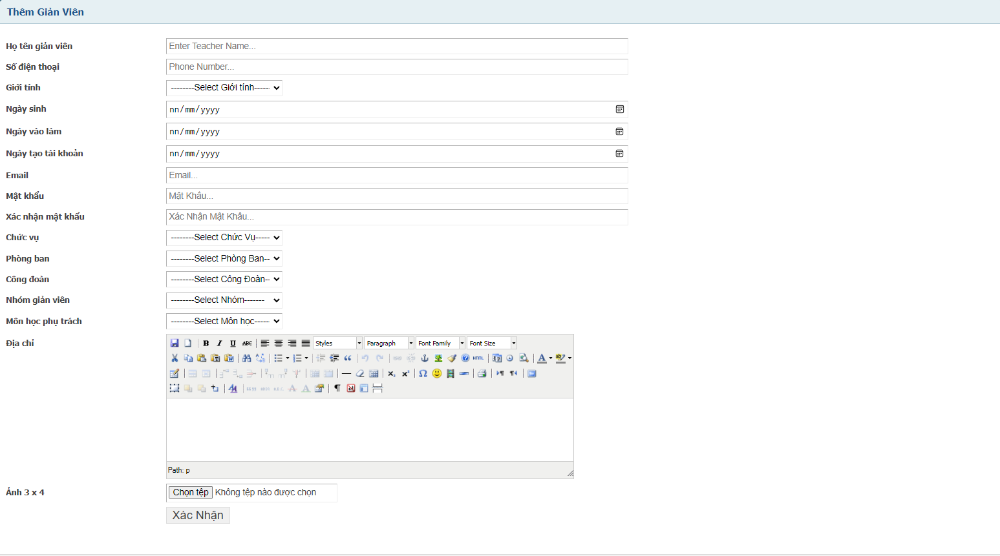 Thêm Giản Viên
Họ tên giản viên Enter Teacher Name...
Số điện thoại Phone Number...
Giới tính --------Select Giới tính-----
Ngày sinh nn/mm/yyyy
Ngày vào làm nn/mm/yyyy
Ngày tạo tài khoản nn/mm/yyyy
Email Email...
Mật khẩu Mật Khẩu...
Xác nhận mật khẩu Xác Nhận Mật Khẩu...
Chức vụ --------Select Chức Vụ-----
Phòng ban --------Select Phòng Ban--
Công đoàn --------Select Công Đoàn--
Nhóm giản viên --------Select Nhóm-------
Môn học phụ trách --------Select Môn học------
Địa chỉ
B I U ABC Styles Paragraph Font Family Font Size
HTML A ab
Path: p
Ảnh 3 x 4 Chọn tệp Không tệp nào được chọn
Xác Nhận